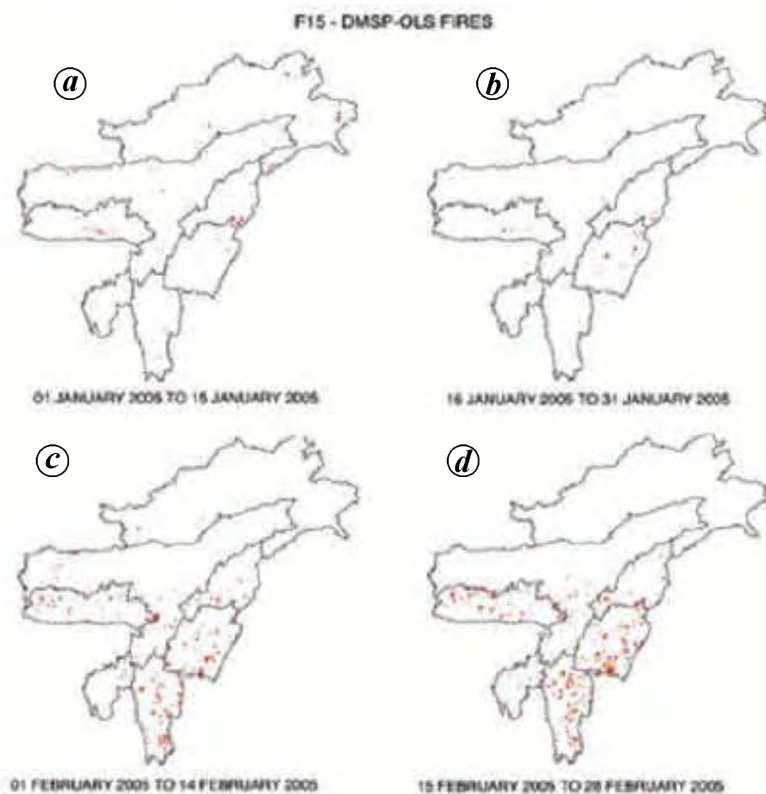 F15 - DMSP-OLS FIRES
a
b
01 JANUARY 2005 TO 15 JANUARY 2005
16 JANUARY 2005 TO 31 JANUARY 2005
c
d
01 FEBRUARY 2005 TO 14 FEBRUARY 2005
15 FEBRUARY 2005 TO 28 FEBRUARY 2005